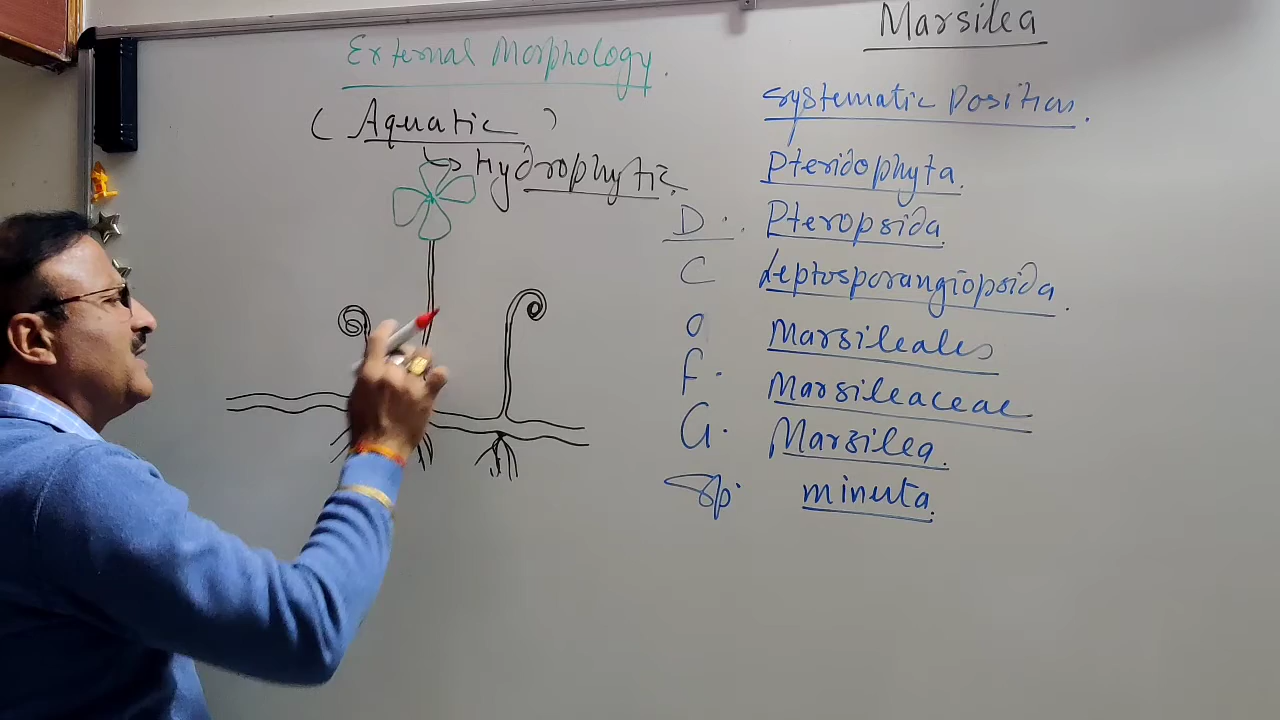 Marsilea
External Morphology.
( Aquatic )
Hydrophytic.
Systematic Position.
Pteridophyta.
D. Pteropsida.
C Leptosporangiopsida.
O Marsileales
F. Marsileaceae
G. Marsilea.
Sp. minuta.